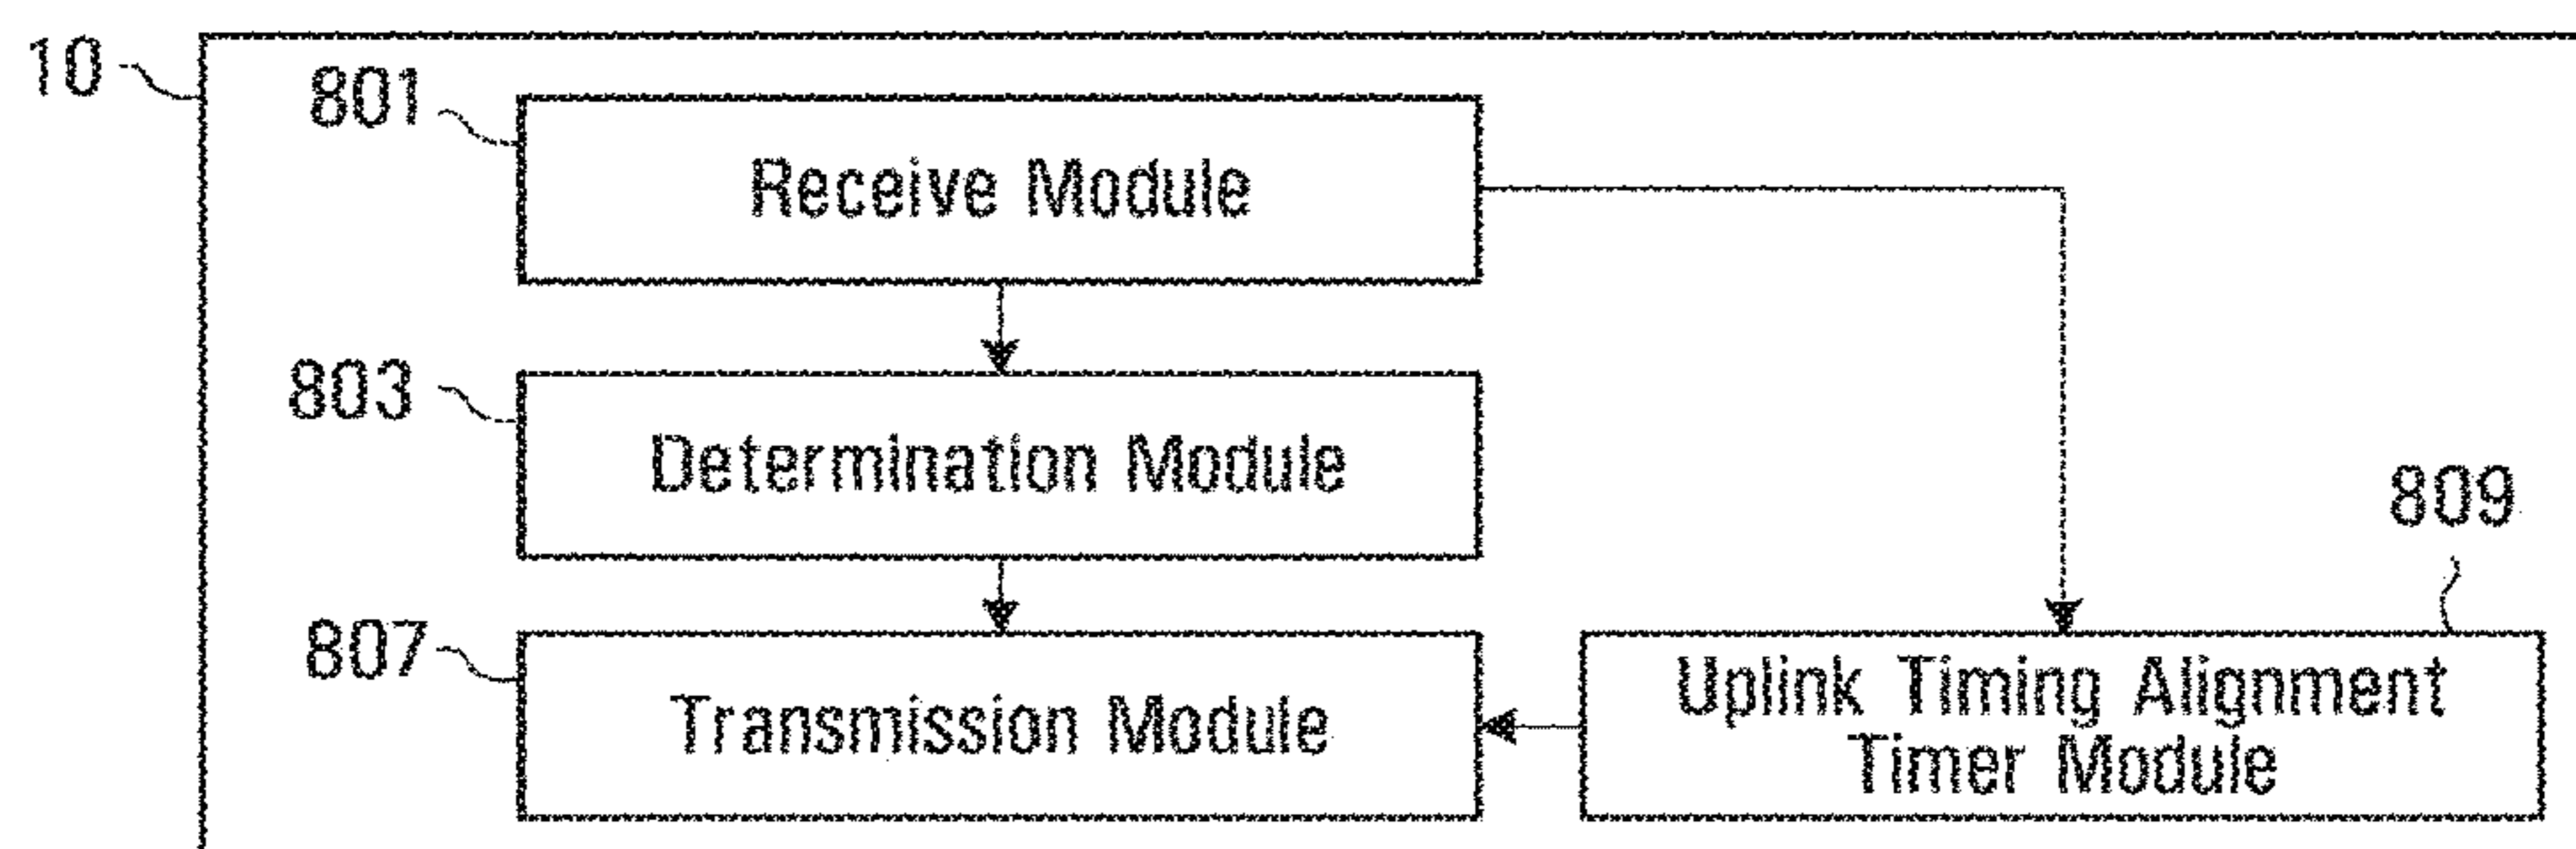 10
801
Receive Module
803
Determination Module
809
807
Transmission Module
Uplink Timing Alignment
Timer Module